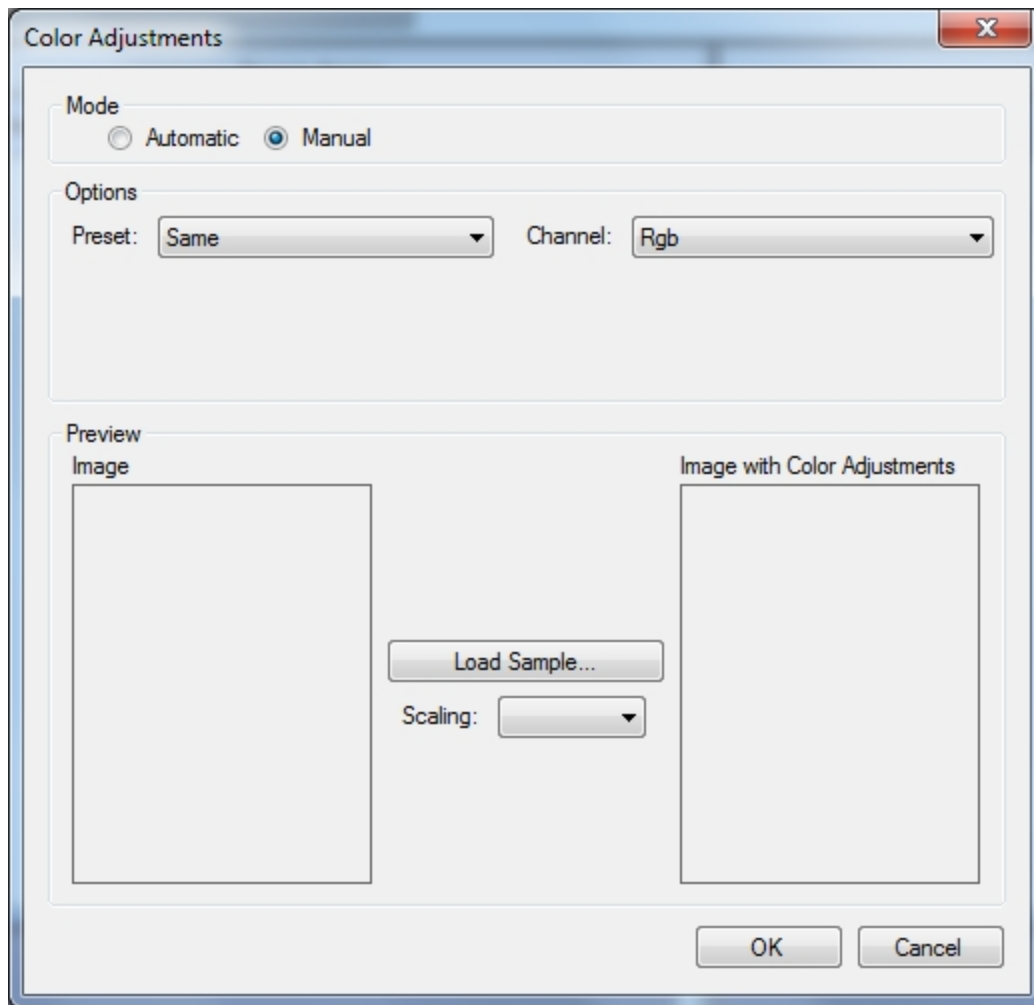 Color Adjustments
Mode
Automatic Manual
Options
Preset: Same Channel: Rgb
Preview
Image Image with Color Adjustments
Load Sample...
Scaling:
OK Cancel